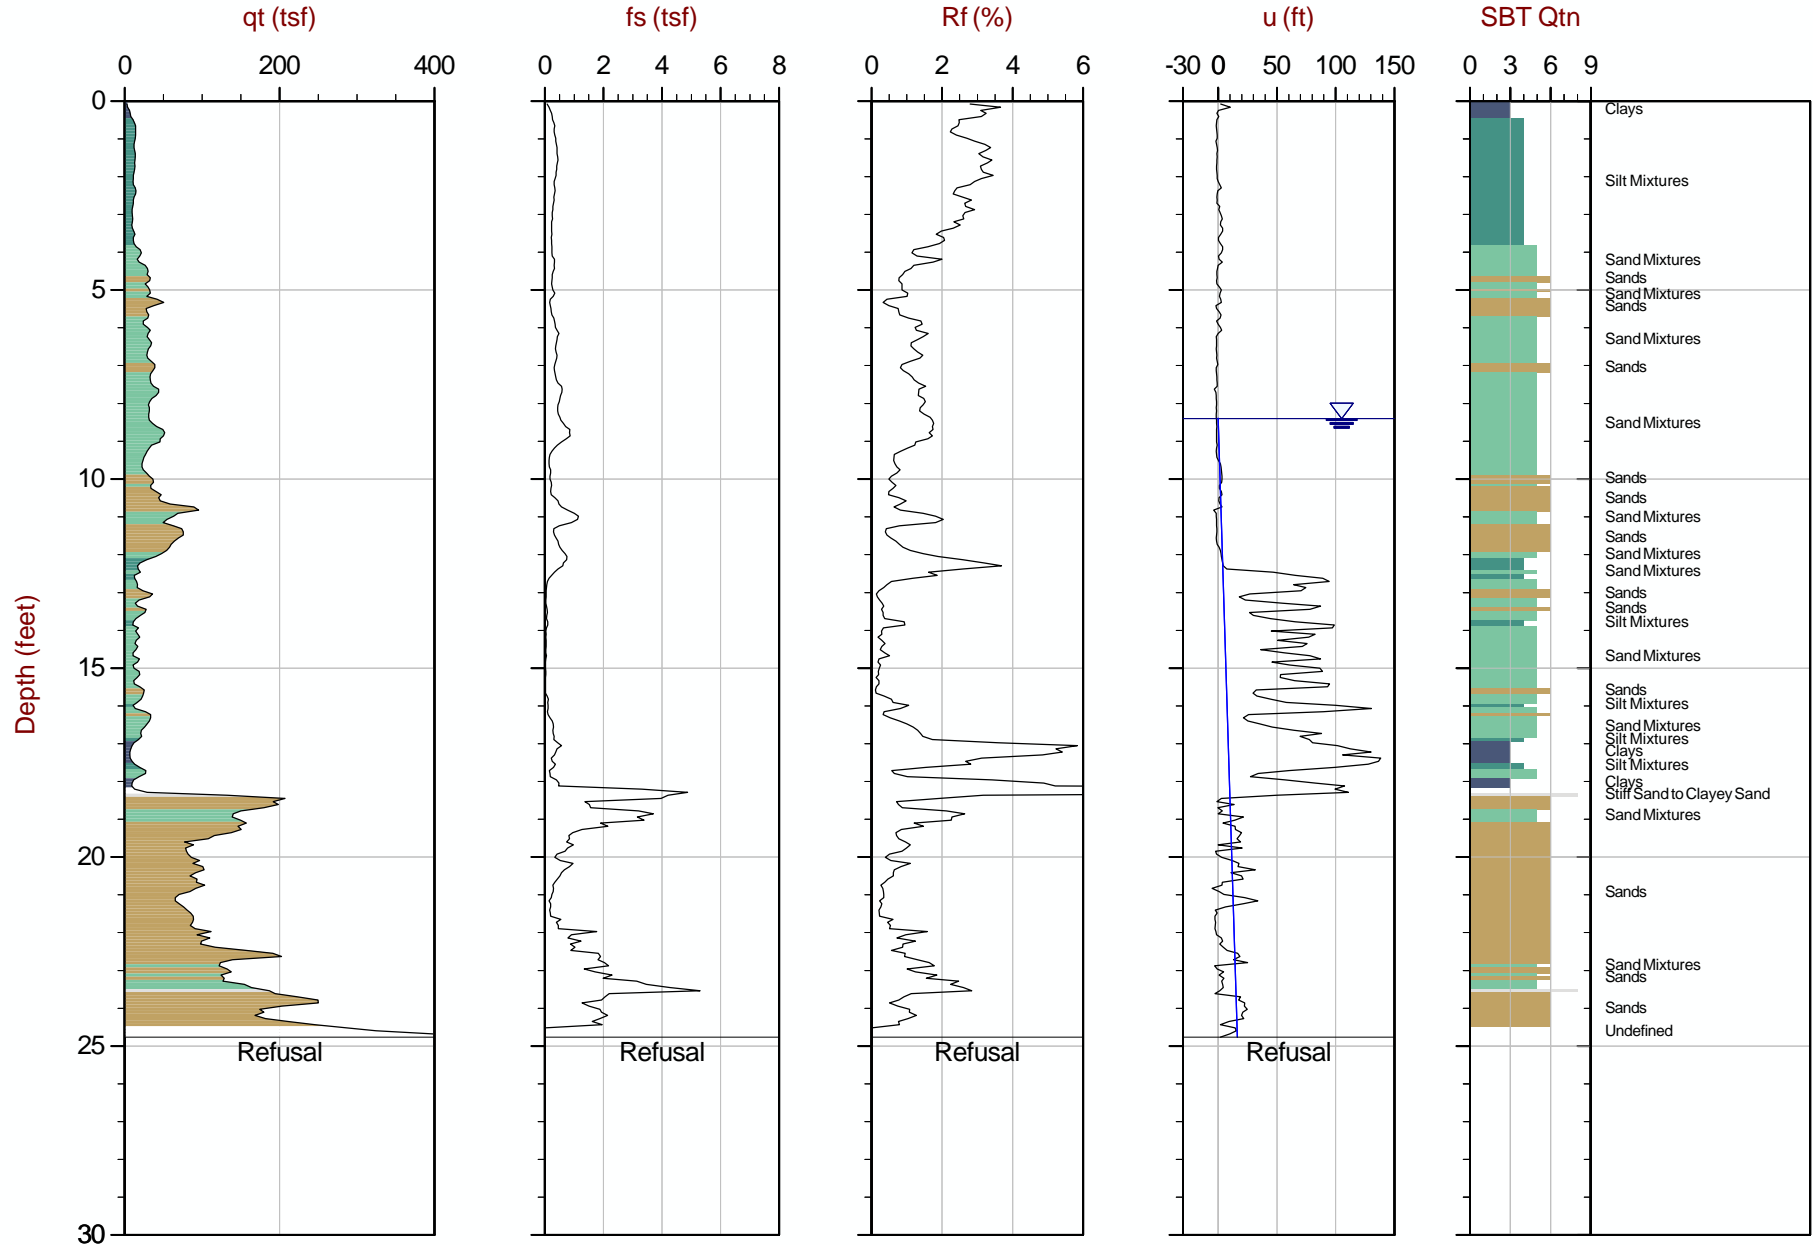 qt (tsf) fs (tsf) Rf (%) u (ft) SBT Qtn
0 200 400 0 2 4 6 8 0 2 4 6 -30 0 50 100 150 0 3 6 9
0
5
10
15
20
25
30
Depth (feet)
Clays
Silt Mixtures
Sand Mixtures
Sands
Sand Mixtures
Sands
Sand Mixtures
Sands
Sand Mixtures
Sands
Sands
Sand Mixtures
Sands
Sand Mixtures
Sand Mixtures
Sands
Sands
Silt Mixtures
Sand Mixtures
Sands
Silt Mixtures
Sand Mixtures
Silt Mixtures
Clays
Silt Mixtures
Clays
Stiff Sand to Clayey Sand
Sand Mixtures
Sands
Sand Mixtures
Sands
Sands
Undefined
Refusal Refusal Refusal Refusal